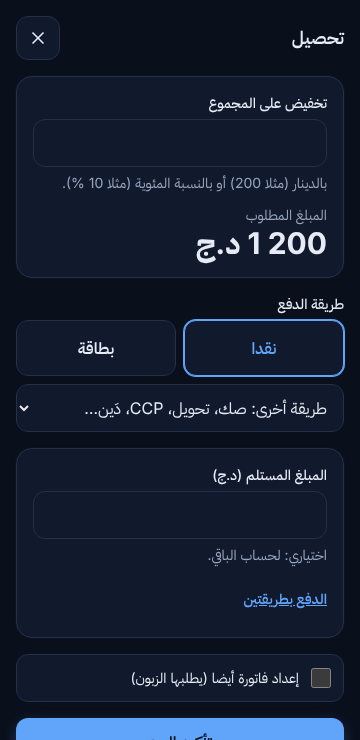 تحصيل
تخفيض على المجموع
بالدينار (مثلا 200) أو بالنسبة المئوية (مثلا 10 %).
المبلغ المطلوب
1 200 د.ج
طريقة الدفع
نقدا
بطاقة
طريقة أخرى: صك، تحويل، CCP، دَين...
المبلغ المستلم (د.ج)
اختياري: لحساب الباقي.
الدفع بطريقتين
إعداد فاتورة أيضا (يطلبها الزبون)